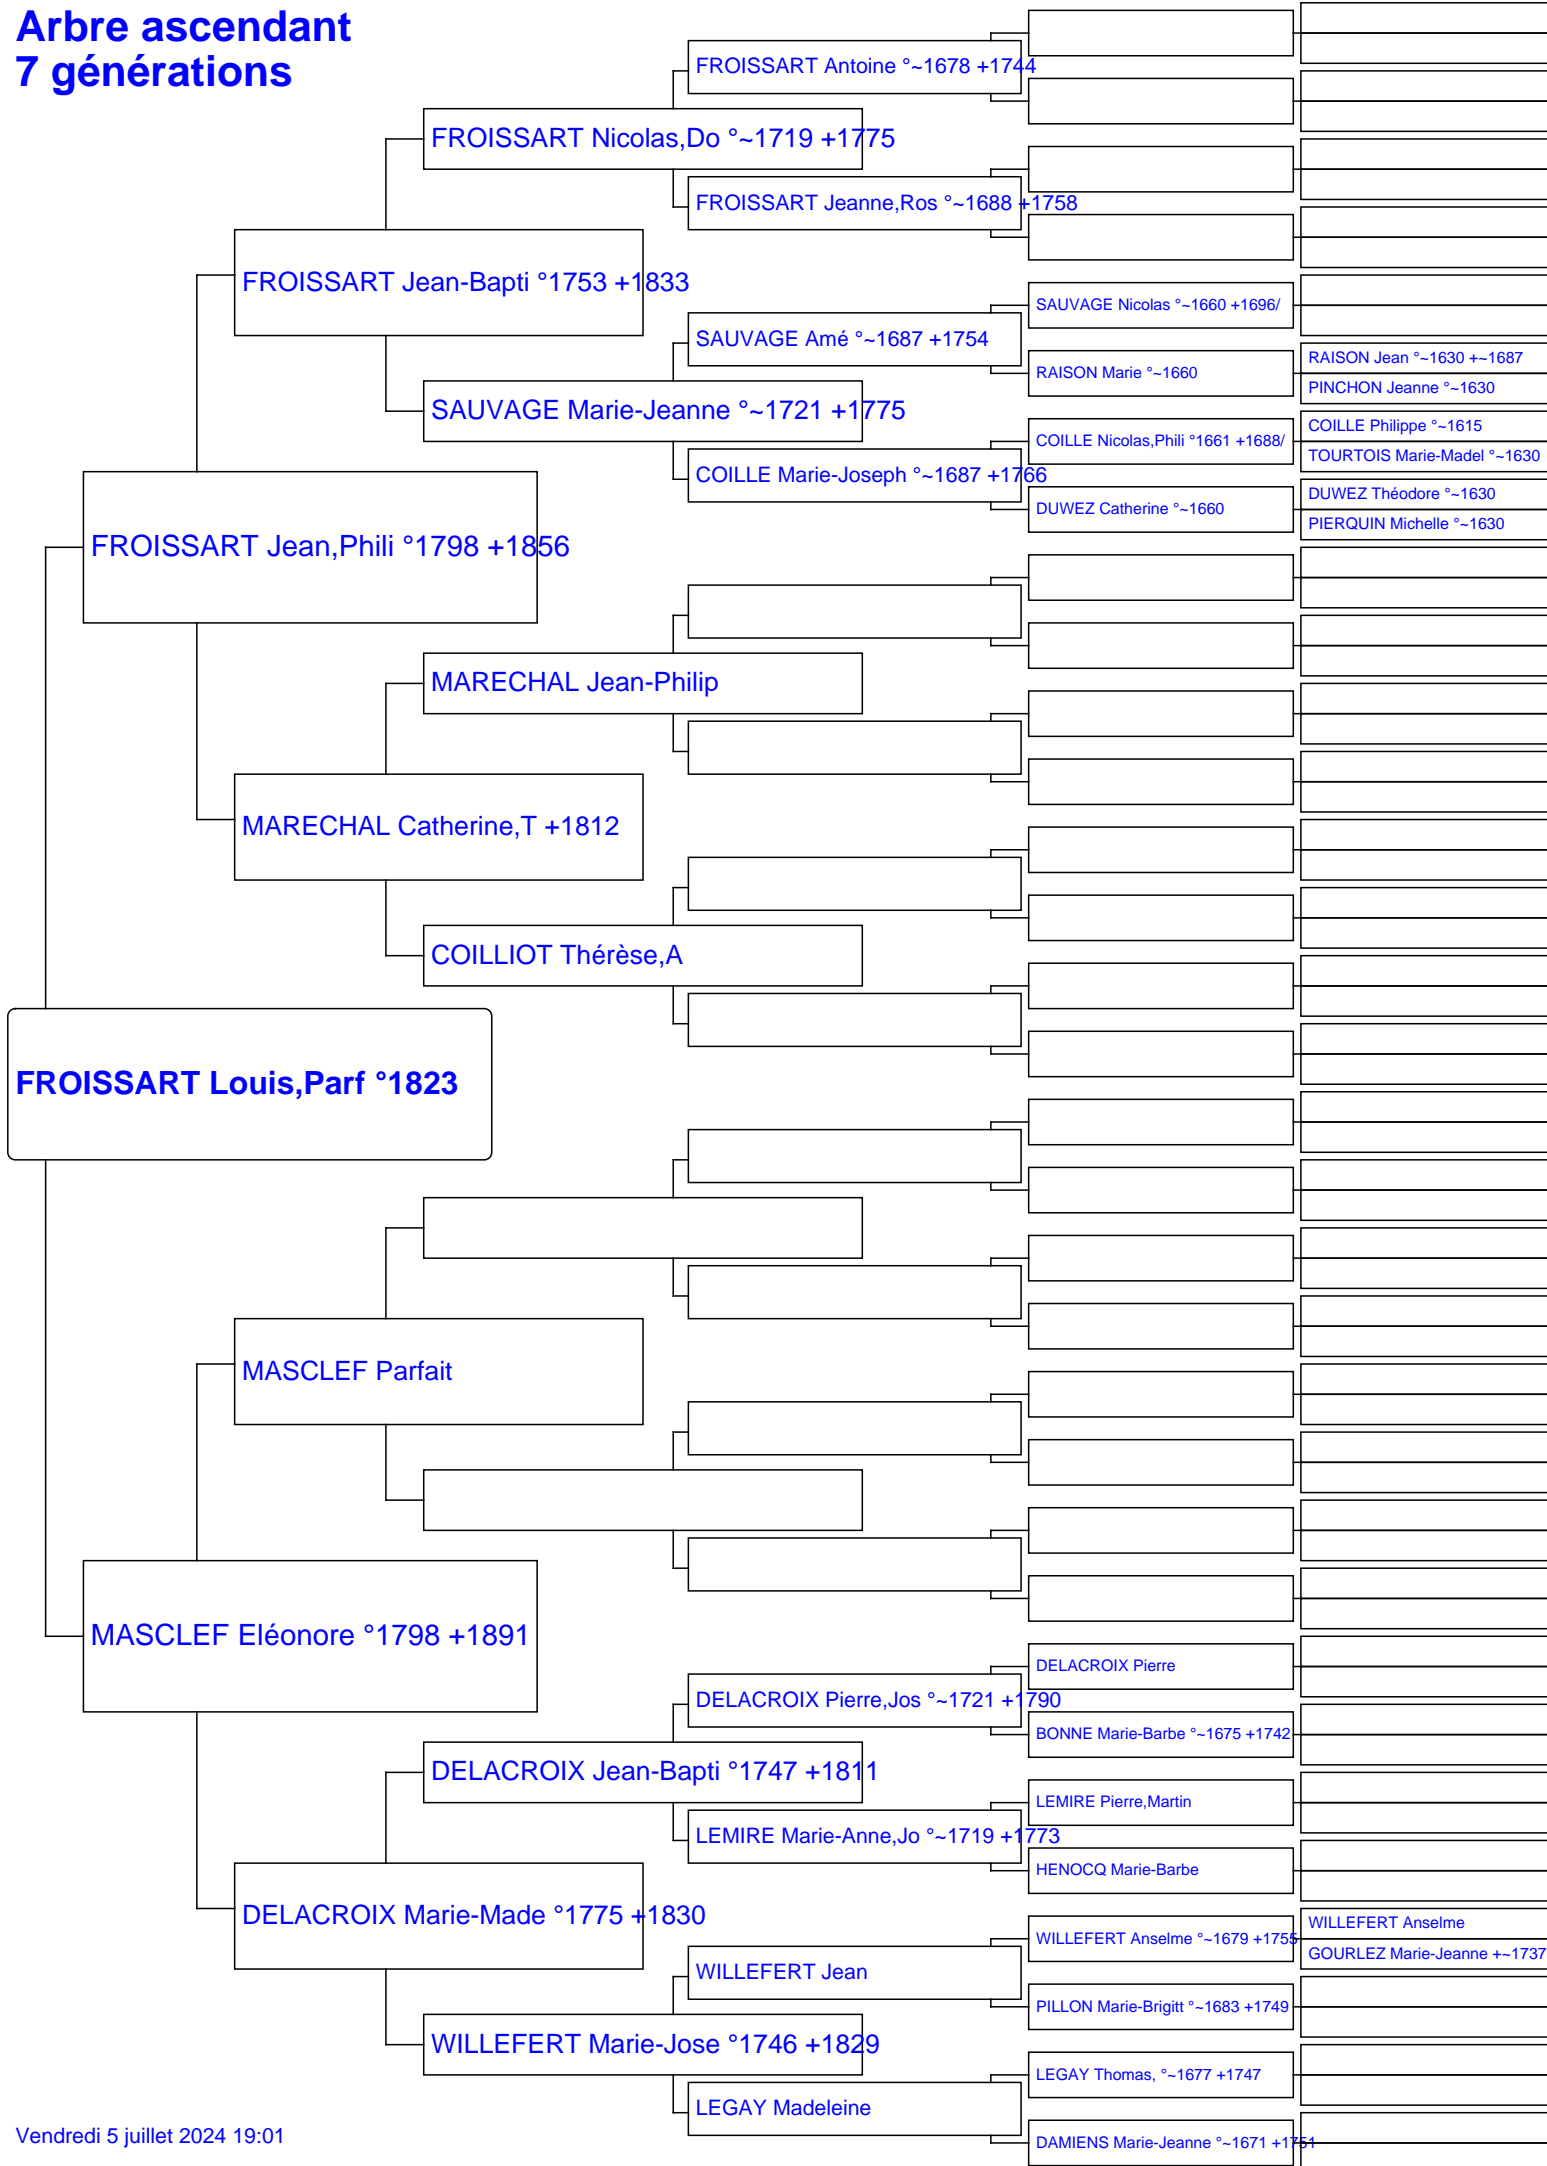 Arbre ascendant
7 générations
FROISSART Antoine °~1678 +1744
FROISSART Nicolas,Do °~1719 +1775
FROISSART Jeanne,Ros °~1688 +1758
FROISSART Jean-Bapti °1753 +1833
SAUVAGE Nicolas °~1660 +1696/
SAUVAGE Amé °~1687 +1754
RAISON Jean °~1630 +~1687
RAISON Marie °~1660
PINCHON Jeanne °~1630
SAUVAGE Marie-Jeanne °~1721 +1775
COILLE Philippe °~1615
COILLE Nicolas,Phili °1661 +1688/
TOURTOIS Marie-Madel °~1630
COILLE Marie-Joseph °~1687 +1766
DUWEZ Théodore °~1630
DUWEZ Catherine °~1660
PIERQUIN Michelle °~1630
FROISSART Jean,Phili °1798 +1856
MARECHAL Jean-Philip
MARECHAL Catherine,T +1812
COILLIOT Thérèse,A
FROISSART Louis,Parf °1823
MASCLEF Parfait
MASCLEF Eléonore °1798 +1891
DELACROIX Pierre
DELACROIX Pierre,Jos °~1721 +1790
BONNE Marie-Barbe °~1675 +1742
DELACROIX Jean-Bapti °1747 +1811
LEMIRE Pierre,Martin
LEMIRE Marie-Anne,Jo °~1719 +1773
HENOCQ Marie-Barbe
DELACROIX Marie-Made °1775 +1830
WILLEFERT Anselme
WILLEFERT Anselme °~1679 +1755
GOURLEZ Marie-Jeanne +~1737
WILLEFERT Jean
PILLON Marie-Brigitt °~1683 +1749
WILLEFERT Marie-Jose °1746 +1829
LEGAY Thomas, °~1677 +1747
LEGAY Madeleine
DAMIENS Marie-Jeanne °~1671 +1751
Vendredi 5 juillet 2024 19:01